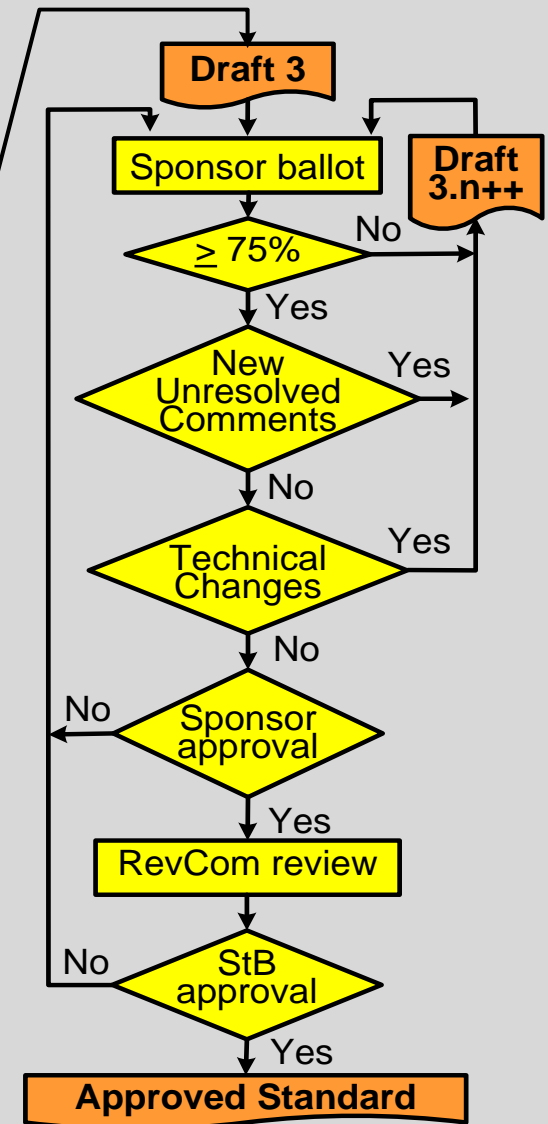 Draft 3
Sponsor ballot
Draft
3.n++
≥ 75%
No
Yes
New
Unresolved
Comments
Yes
No
Technical
Changes
Yes
No
Sponsor
approval
No
Yes
RevCom review
StB
approval
No
Yes
Approved Standard